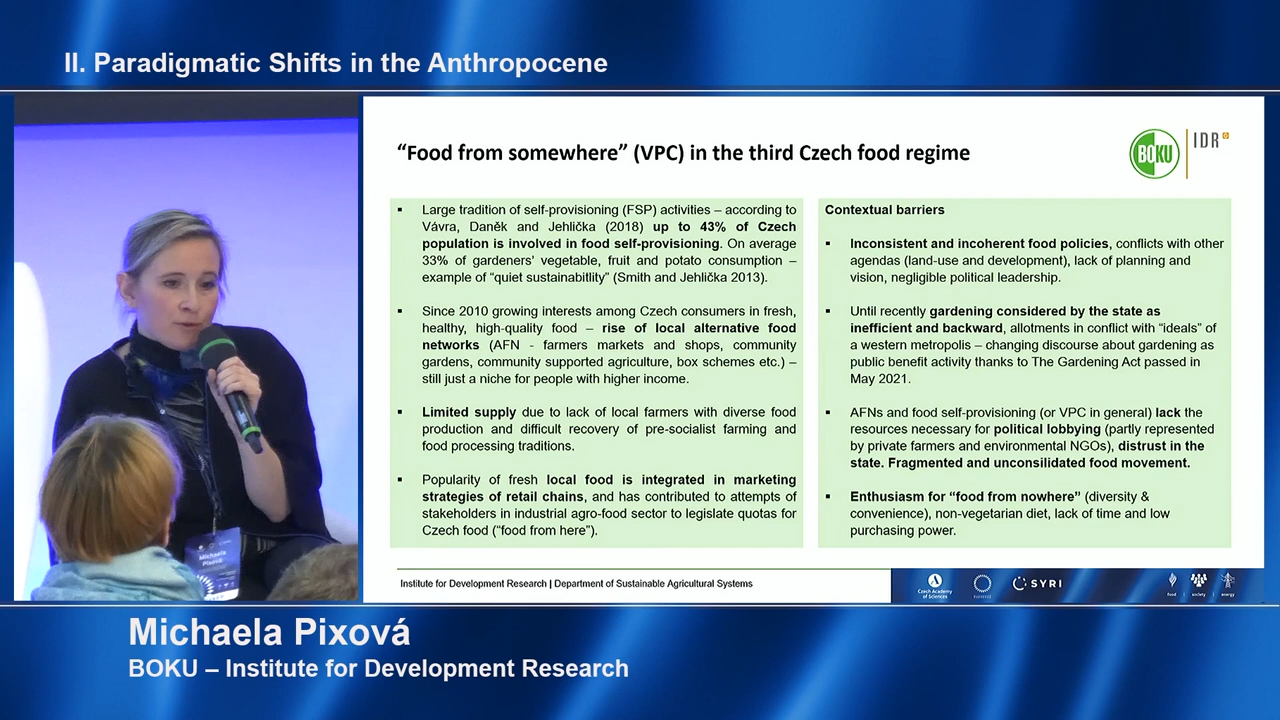 II. Paradigmatic Shifts in the Anthropocene
“Food from somewhere” (VPC) in the third Czech food regime
BOKU
IDR
▪ Large tradition of self-provisioning (FSP) activities – according to
Vávra, Daněk and Jehlička (2018) up to 43% of Czech
population is involved in food self-provisioning. On average
33% of gardeners’ vegetable, fruit and potato consumption –
example of “quiet sustainabitlity” (Smith and Jehlička 2013).
▪ Since 2010 growing interests among Czech consumers in fresh,
healthy, high-quality food – rise of local alternative food
networks (AFN - farmers markets and shops, community
gardens, community supported agriculture, box schemes etc.) –
still just a niche for people with higher income.
▪ Limited supply due to lack of local farmers with diverse food
production and difficult recovery of pre-socialist farming and
food processing traditions.
▪ Popularity of fresh local food is integrated in marketing
strategies of retail chains, and has contributed to attempts of
stakeholders in industrial agro-food sector to legislate quotas for
Czech food (“food from here”).
Contextual barriers
▪ Inconsistent and incoherent food policies, conflicts with other
agendas (land-use and development), lack of planning and
vision, negligible political leadership.
▪ Until recently gardening considered by the state as
inefficient and backward, allotments in conflict with “ideals” of
a western metropolis – changing discourse about gardening as
public benefit activity thanks to The Gardening Act passed in
May 2021.
▪ AFNs and food self-provisioning (or VPC in general) lack the
resources necessary for political lobbying (partly represented
by private farmers and environmental NGOs), distrust in the
state. Fragmented and unconsilidated food movement.
▪ Enthusiasm for “food from nowhere” (diversity &
convenience), non-vegetarian diet, lack of time and low
purchasing power.
Institute for Development Research | Department of Sustainable Agricultural Systems
Czech Academy
of Sciences
SYRI
food | society | energy
Michaela
Pixová
Michaela Pixová
BOKU – Institute for Development Research